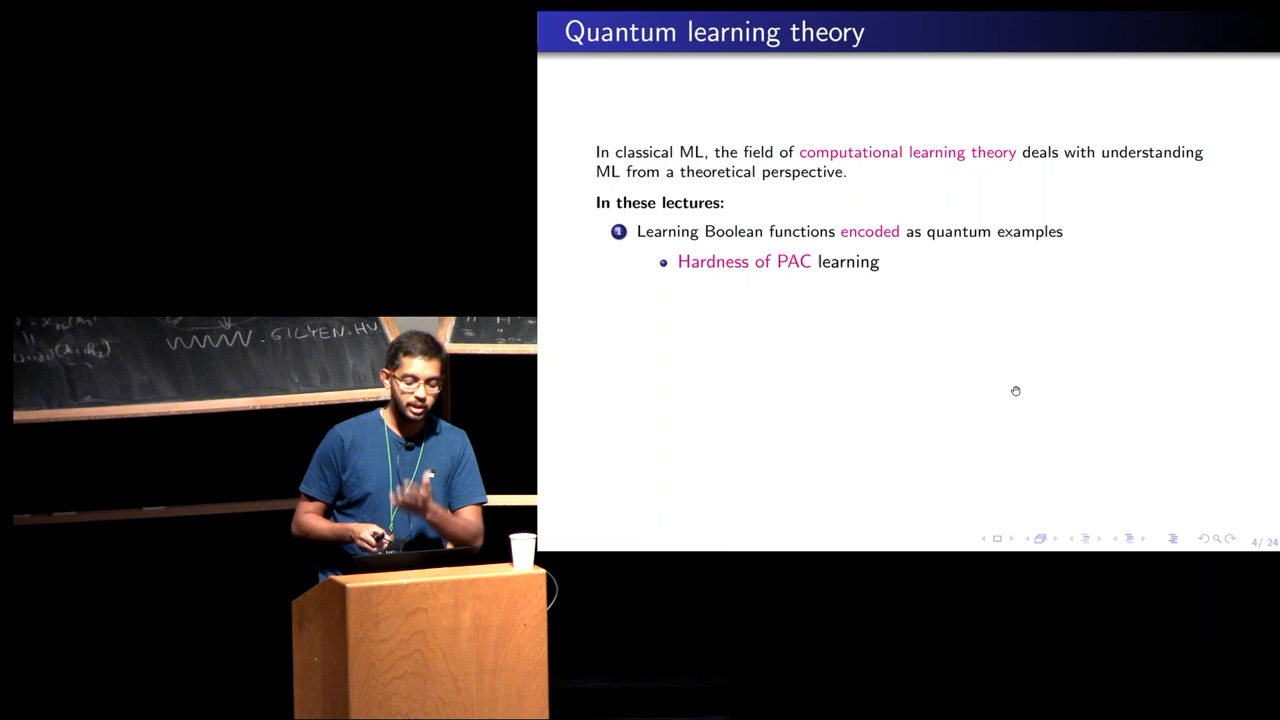 Quantum learning theory
In classical ML, the field of computational learning theory deals with understanding
ML from a theoretical perspective.
In these lectures:
1 Learning Boolean functions encoded as quantum examples
Hardness of PAC learning
4/ 24
.GILYEN.HU